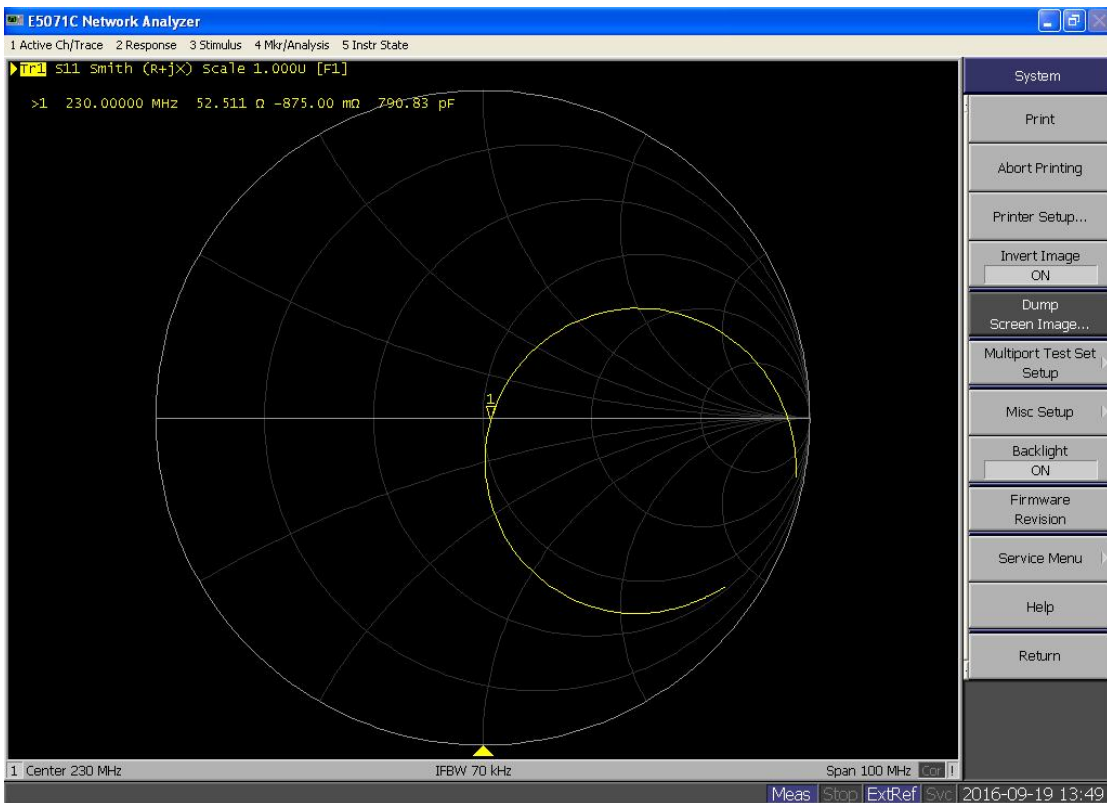 E5071C Network Analyzer
1 Active Ch/Trace 2 Response 3 Stimulus 4 Mkr/Analysis 5 Instr State
Tr1 S11 Smith (R+jX) Scale 1.000U [F1]
>1 230.00000 MHz 52.511 Ω -875.00 mΩ 790.83 pF
1
System
Print
Abort Printing
Printer Setup...
Invert Image
ON
Dump
Screen Image...
Multiport Test Set
Setup
Misc Setup
Backlight
ON
Firmware
Revision
Service Menu
Help
Return
1 Center 230 MHz IFBW 70 kHz Span 100 MHz Cor !
Meas Stop ExtRef Svc 2016-09-19 13:49